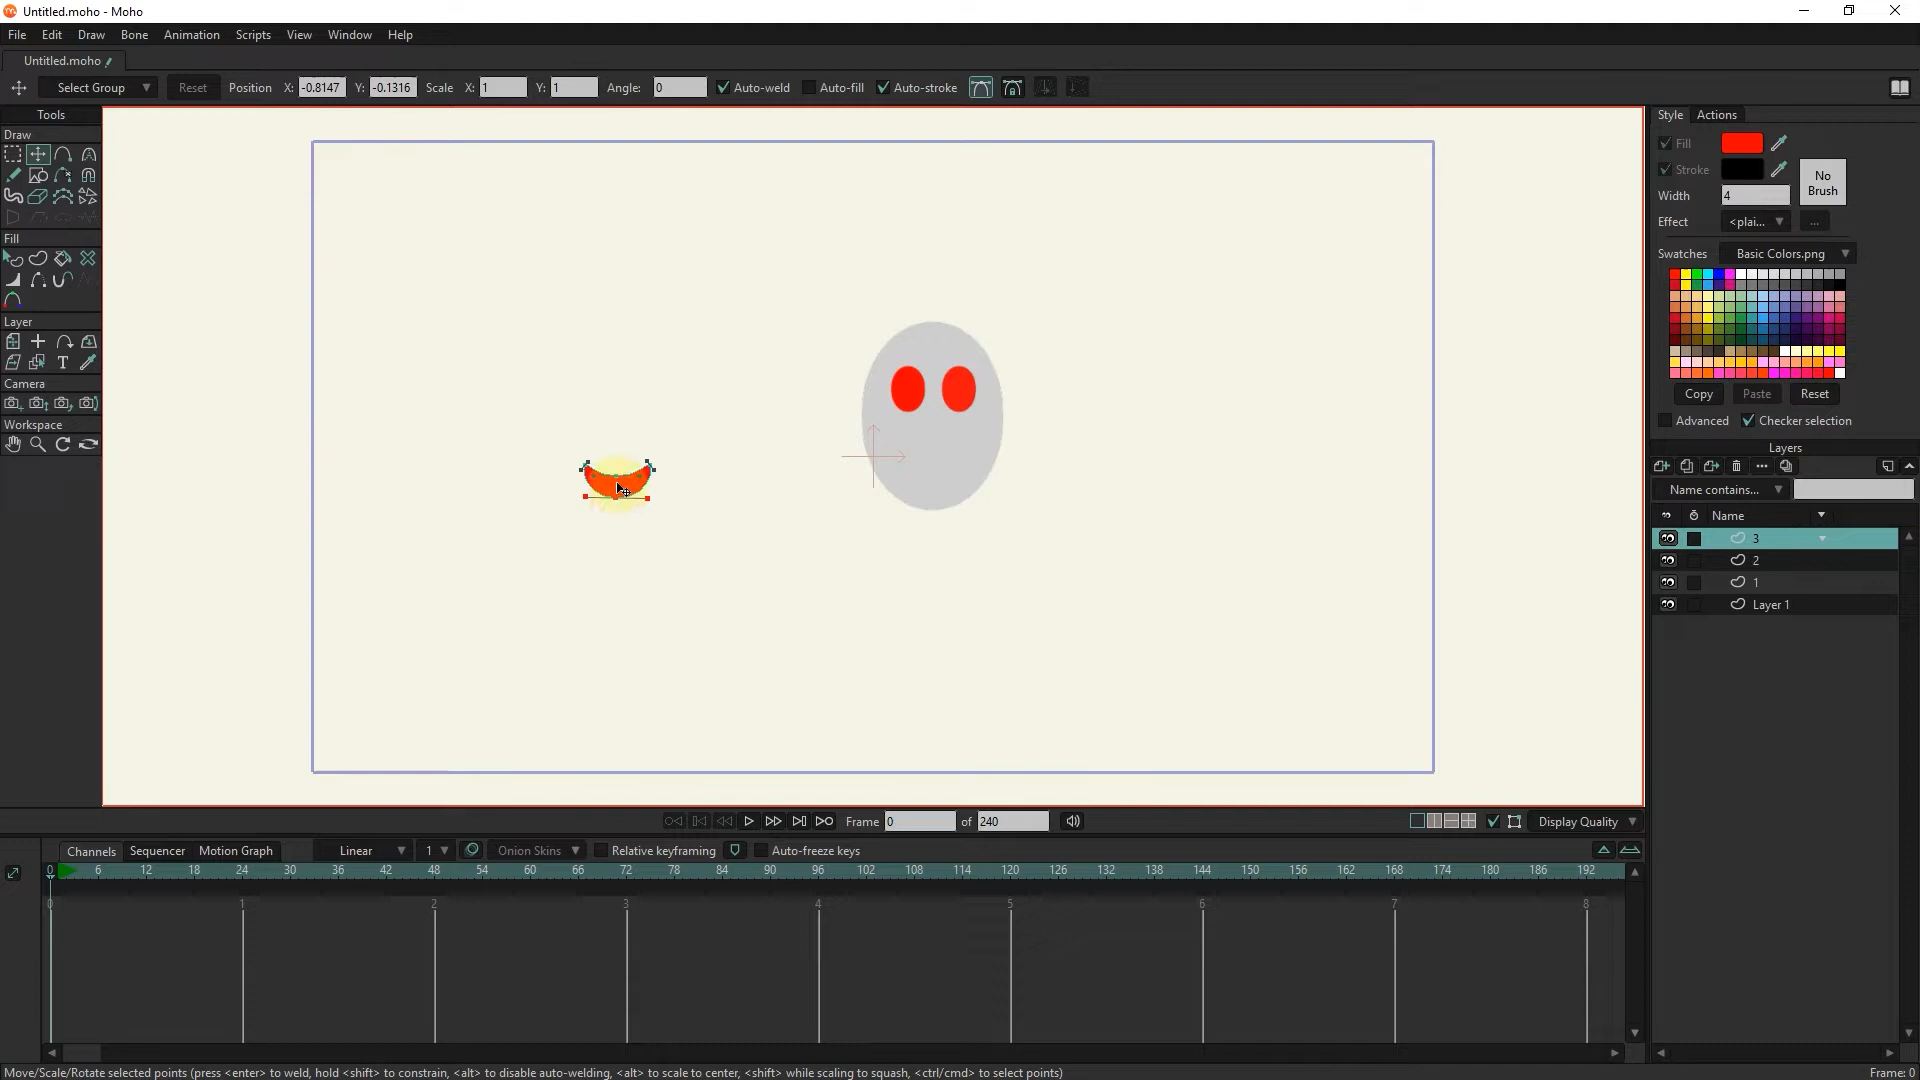 Untitled.moho - Moho
File Edit Draw Bone Animation Scripts View Window Help
Untitled.moho
Select Group Reset Position X: -0.8147 Y: -0.1316 Scale X: 1 Y: 1 Angle: 0 Auto-weld Auto-fill Auto-stroke
Tools
Draw
Fill
Layer
T
Camera
Workspace
Style Actions
Fill
Stroke
No Brush
Width 4
Effect <plai... ...
Swatches Basic Colors.png
Copy Paste Reset
Advanced Checker selection
Layers
Name contains...
Name
3
2
1
Layer 1
Frame 0 of 240 Display Quality
Channels Sequencer Motion Graph Linear 1 Onion Skins Relative keyframing Auto-freeze keys
0 6 12 18 24 30 36 42 48 54 60 66 72 78 84 90 96 102 108 114 120 126 132 138 144 150 156 162 168 174 180 186 192
0 1 2 3 4 5 6 7 8
Move/Scale/Rotate selected points (press <enter> to weld, hold <shift> to constrain, <alt> to disable auto-welding, <alt> to scale to center, <shift> while scaling to squash, <ctrl/cmd> to select points) Frame: 0